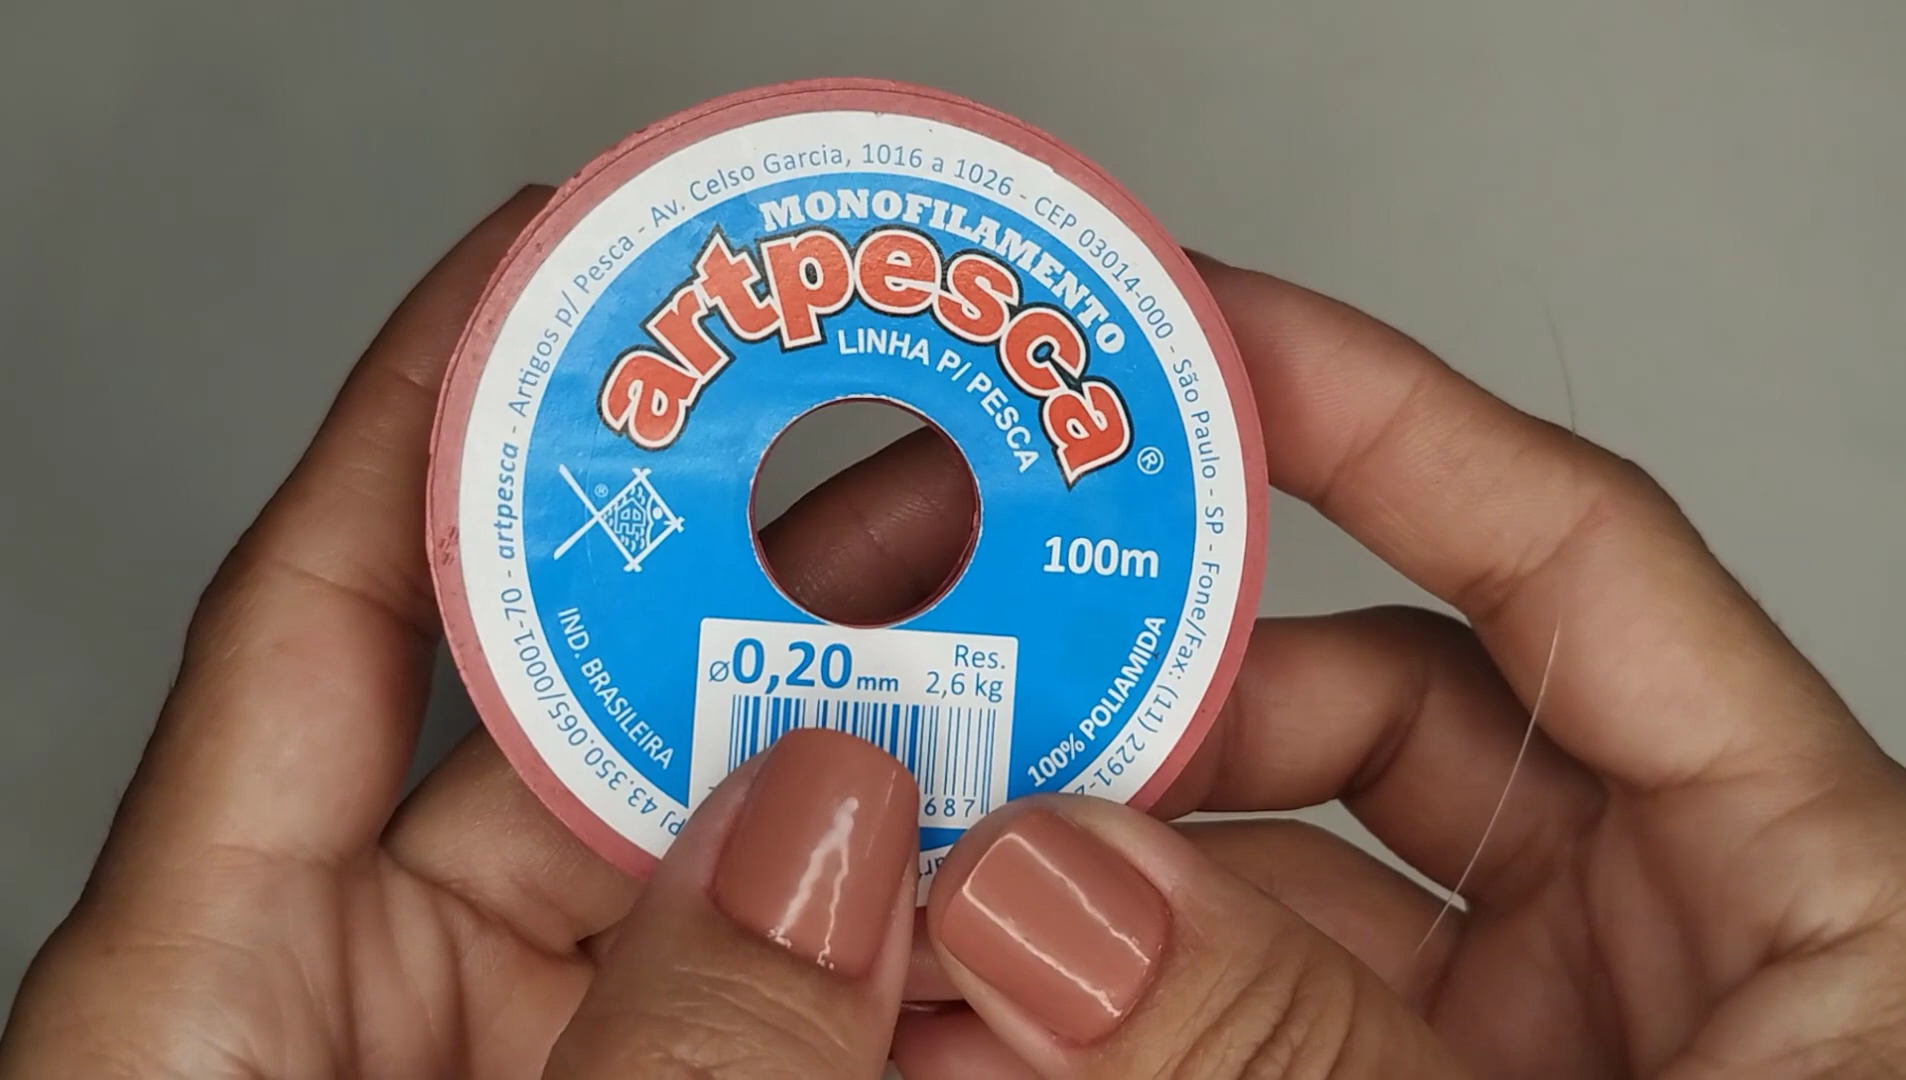 artpesca - Artigos p/ Pesca - Av. Celso Garcia, 1016 a 1026 - CEP 03014-000 - São Paulo - SP - Fone/Fax: (11) 2291-
43.350.065/0001-70
MONOFILAMENTO
artpesca ®
LINHA P/ PESCA
®
100m
IND. BRASILEIRA
100% POLIAMIDA
ø0,20 mm
Res.
2,6 kg
687